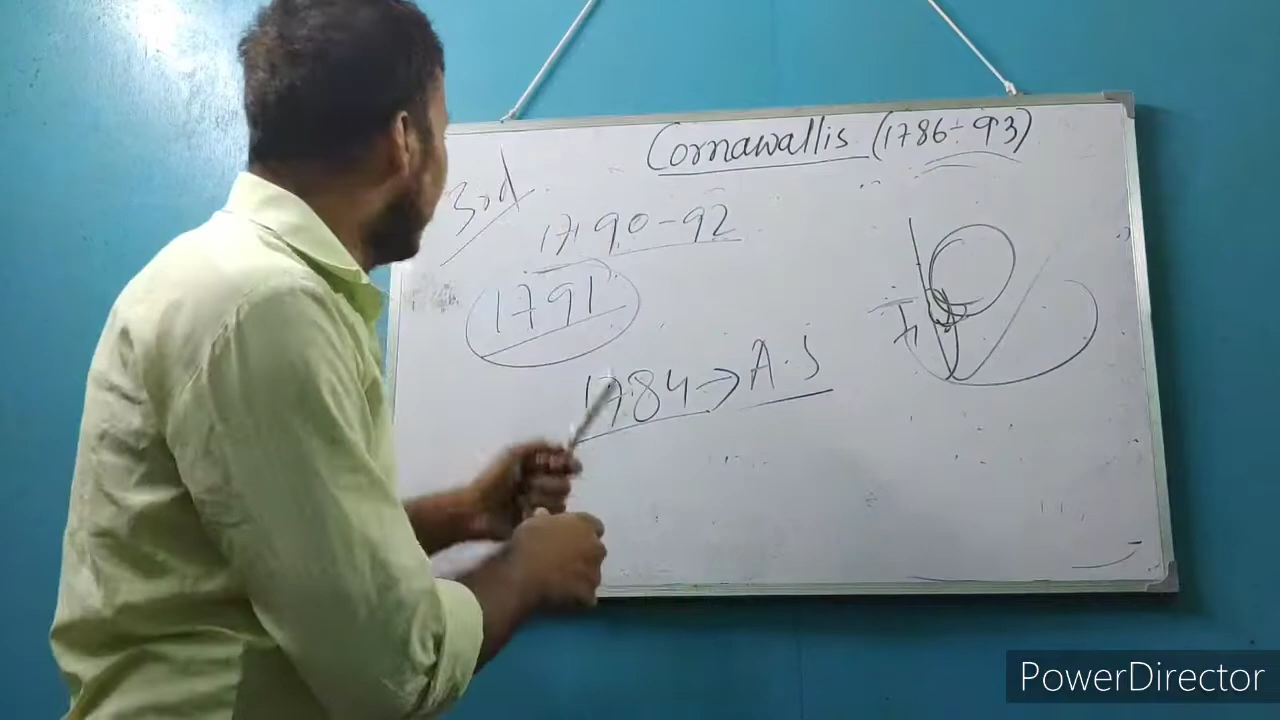 Cornawallis (1786-93)
3rd
1790-92
1791
1784→A.S
PowerDirector